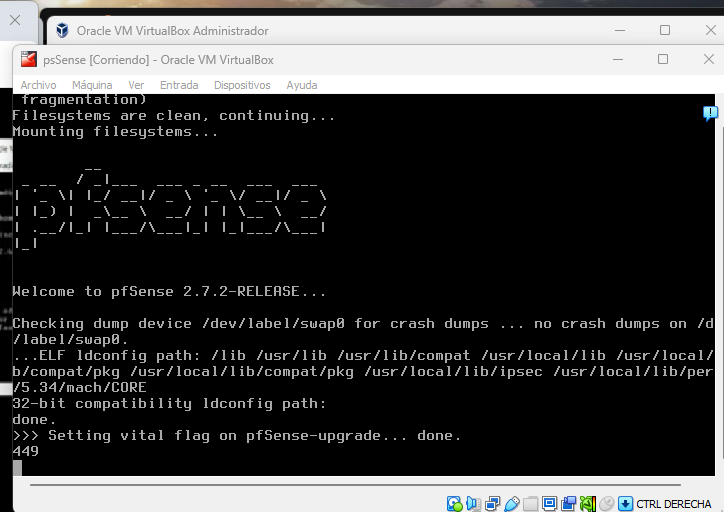 Oracle VM VirtualBox Administrador
psSense [Corriendo] - Oracle VM VirtualBox
Archivo Máquina Ver Entrada Dispositivos Ayuda
fragmentation)
Filesystems are clean, continuing...
Mounting filesystems...
pfSense
Welcome to pfSense 2.7.2-RELEASE...
Checking dump device /dev/label/swap0 for crash dumps ... no crash dumps on /d
/label/swap0.
...ELF ldconfig path: /lib /usr/lib /usr/lib/compat /usr/local/lib /usr/local/
b/compat/pkg /usr/local/lib/compat/pkg /usr/local/lib/ipsec /usr/local/lib/per
/5.34/mach/CORE
32-bit compatibility ldconfig path:
done.
>>> Setting vital flag on pfSense-upgrade... done.
449
CTRL DERECHA